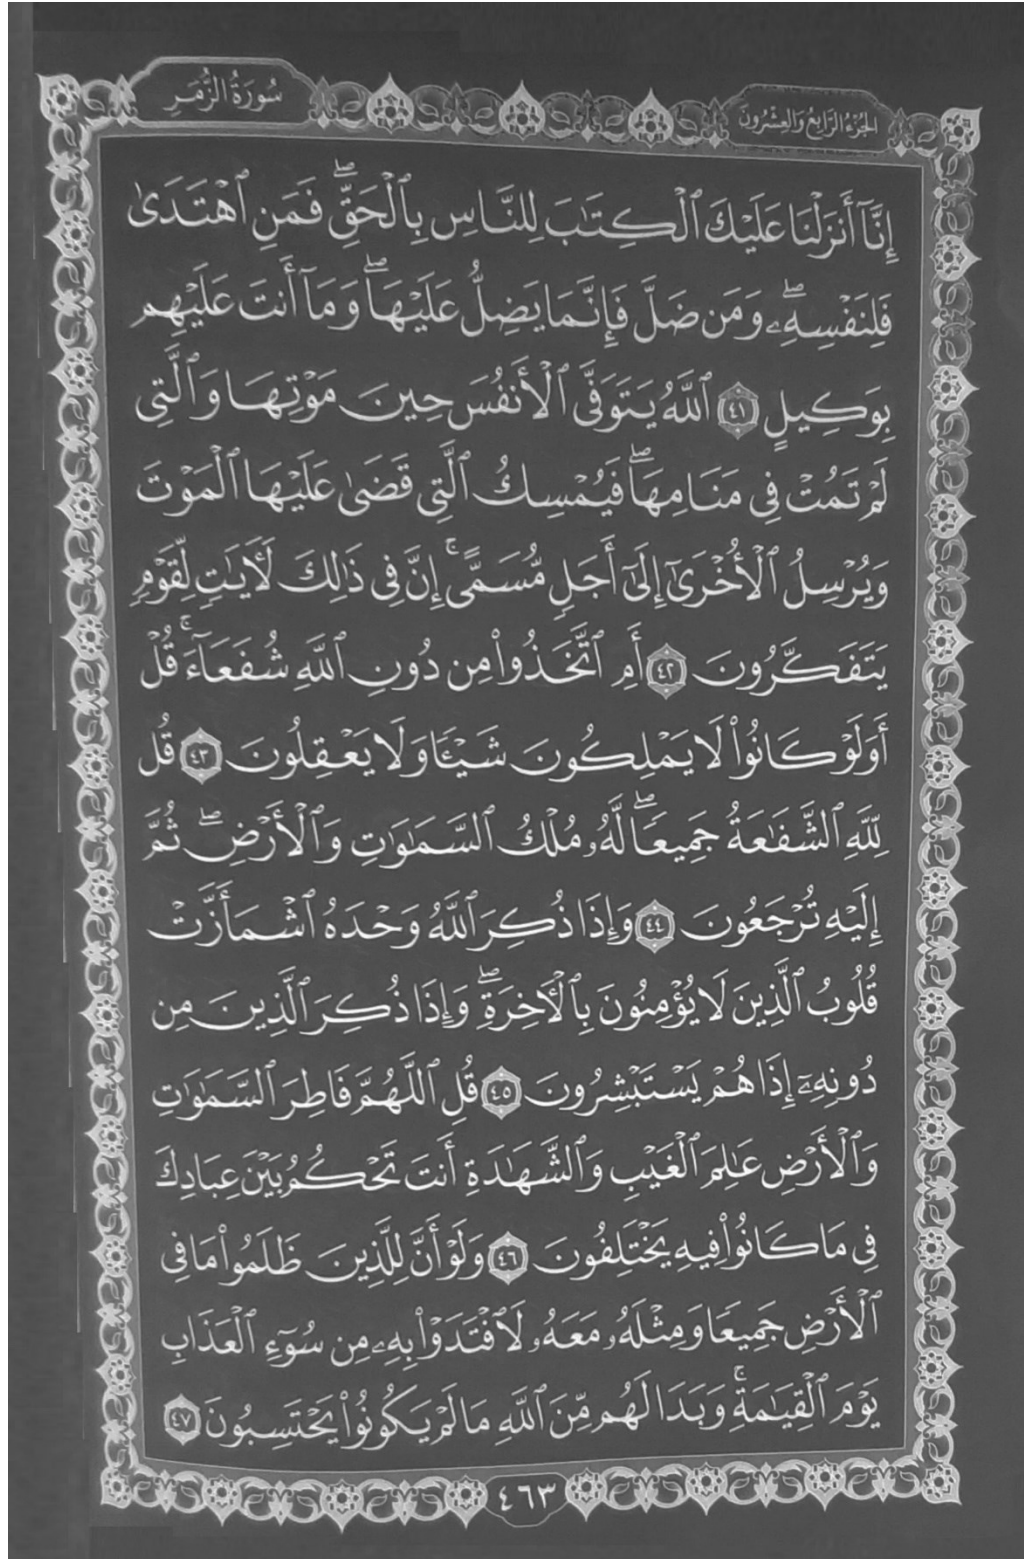 الجُزْءُ الرَّابِعُ وَالعِشْرُونَ
سُورَةُ الزُّمَرِ
إِنَّآ أَنزَلْنَا عَلَيْكَ ٱلْكِتَٰبَ لِلنَّاسِ بِٱلْحَقِّۖ فَمَنِ ٱهْتَدَىٰ
فَلِنَفْسِهِۦۖ وَمَن ضَلَّ فَإِنَّمَا يَضِلُّ عَلَيْهَاۖ وَمَآ أَنتَ عَلَيْهِم
بِوَكِيلٍ ٤١ ٱللَّهُ يَتَوَفَّى ٱلْأَنفُسَ حِينَ مَوْتِهَا وَٱلَّتِى
لَمْ تَمُتْ فِى مَنَامِهَاۖ فَيُمْسِكُ ٱلَّتِى قَضَىٰ عَلَيْهَا ٱلْمَوْتَ
وَيُرْسِلُ ٱلْأُخْرَىٰٓ إِلَىٰٓ أَجَلٍ مُّسَمًّىۚ إِنَّ فِى ذَٰلِكَ لَءَايَٰتٍ لِّقَوْمٍ
يَتَفَكَّرُونَ ٤٢ أَمِ ٱتَّخَذُوا۟ مِن دُونِ ٱللَّهِ شُفَعَآءَۚ قُلْ
أَوَلَوْ كَانُوا۟ لَا يَمْلِكُونَ شَيْـًٔا وَلَا يَعْقِلُونَ ٤٣ قُل
لِّلَّهِ ٱلشَّفَٰعَةُ جَمِيعًاۖ لَّهُۥ مُلْكُ ٱلسَّمَٰوَٰتِ وَٱلْأَرْضِۖ ثُمَّ
إِلَيْهِ تُرْجَعُونَ ٤٤ وَإِذَا ذُكِرَ ٱللَّهُ وَحْدَهُ ٱشْمَأَزَّتْ
قُلُوبُ ٱلَّذِينَ لَا يُؤْمِنُونَ بِٱلْءَاخِرَةِۖ وَإِذَا ذُكِرَ ٱلَّذِينَ مِن
دُونِهِۦٓ إِذَا هُمْ يَسْتَبْشِرُونَ ٤٥ قُلِ ٱللَّهُمَّ فَاطِرَ ٱلسَّمَٰوَٰتِ
وَٱلْأَرْضِ عَٰلِمَ ٱلْغَيْبِ وَٱلشَّهَٰدَةِ أَنتَ تَحْكُمُ بَيْنَ عِبَادِكَ
فِى مَا كَانُوا۟ فِيهِ يَخْتَلِفُونَ ٤٦ وَلَوْ أَنَّ لِلَّذِينَ ظَلَمُوا۟ مَا فِى
ٱلْأَرْضِ جَمِيعًا وَمِثْلَهُۥ مَعَهُۥ لَٱفْتَدَوْا۟ بِهِۦ مِن سُوٓءِ ٱلْعَذَابِ
يَوْمَ ٱلْقِيَٰمَةِۚ وَبَدَا لَهُم مِّنَ ٱللَّهِ مَا لَمْ يَكُونُوا۟ يَحْتَسِبُونَ ٤٧
٤٦٣